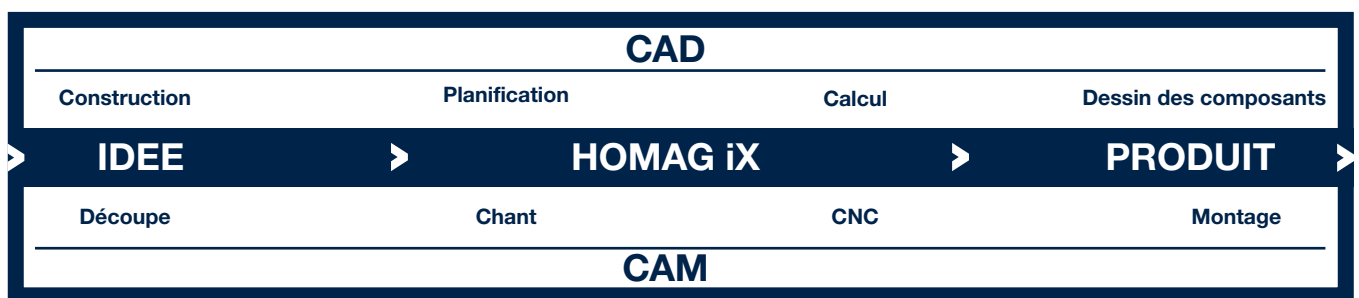 CAD
Construction Planification Calcul Dessin des composants
> IDEE > HOMAG iX > PRODUIT >
Découpe Chant CNC Montage
CAM